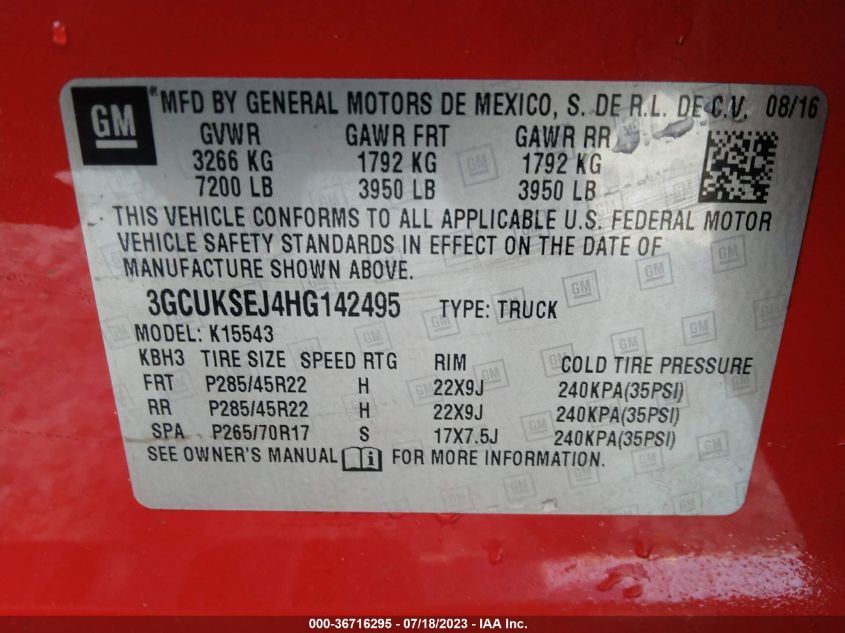 GM ® MFD BY GENERAL MOTORS DE MEXICO, S. DE R.L. DE C.V. 08/16
GVWR GAWR FRT GAWR RR
3266 KG 1792 KG 1792 KG
7200 LB 3950 LB 3950 LB
THIS VEHICLE CONFORMS TO ALL APPLICABLE U.S. FEDERAL MOTOR
VEHICLE SAFETY STANDARDS IN EFFECT ON THE DATE OF
MANUFACTURE SHOWN ABOVE.
3GCUKSEJ4HG142495 TYPE: TRUCK
MODEL: K15543
KBH3 TIRE SIZE SPEED RTG RIM COLD TIRE PRESSURE
FRT P285/45R22 H 22X9J 240KPA(35PSI)
RR P285/45R22 H 22X9J 240KPA(35PSI)
SPA P265/70R17 S 17X7.5J 240KPA(35PSI)
SEE OWNER'S MANUAL FOR MORE INFORMATION.
000-36716295 - 07/18/2023 - IAA Inc.